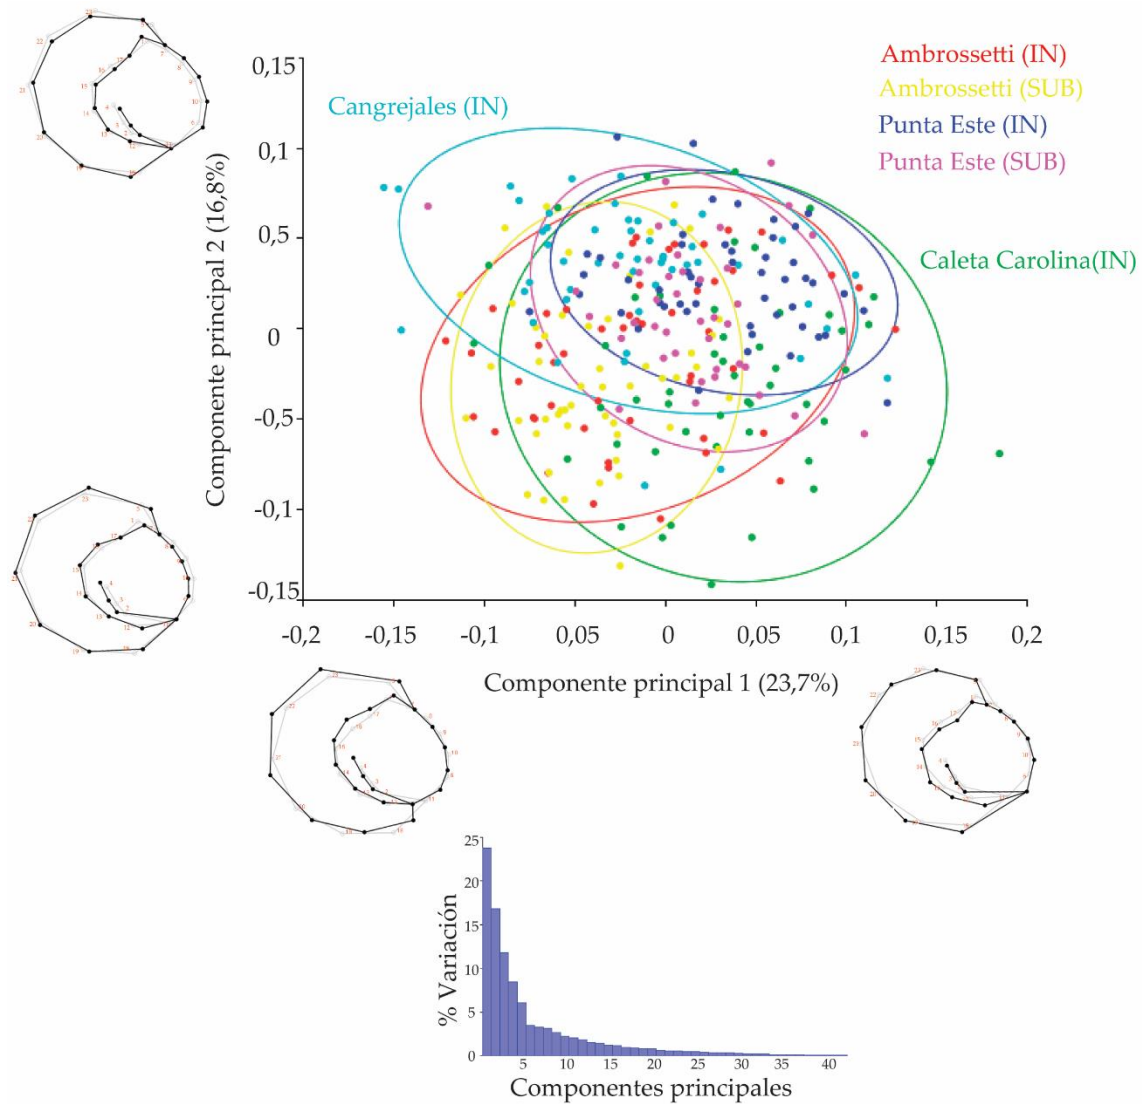 Ambrossetti (IN)
Ambrossetti (SUB)
Punta Este (IN)
Punta Este (SUB)
Cangrejales (IN)
Caleta Carolina(IN)
Componente principal 2 (16,8%)
0,15
0,1
0,5
0
-0,5
-0,1
-0,15
-0,2 -0,15 -0,1 0,05 0 0,05 0,1 0,15 0,2
Componente principal 1 (23,7%)
% Variación
25
20
15
10
5
0
5 10 15 20 25 30 35 40
Componentes principales